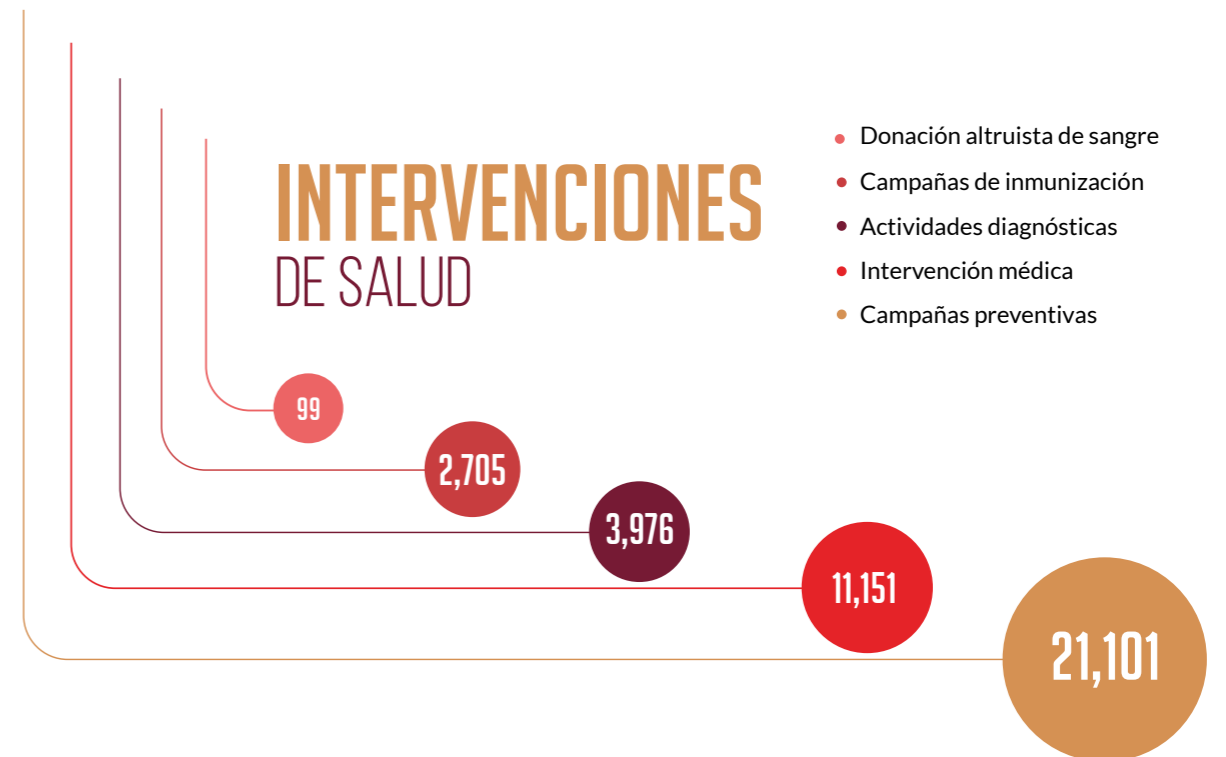 INTERVENCIONES
DE SALUD
Donación altruista de sangre
Campañas de inmunización
Actividades diagnósticas
Intervención médica
Campañas preventivas
99
2,705
3,976
11,151
21,101